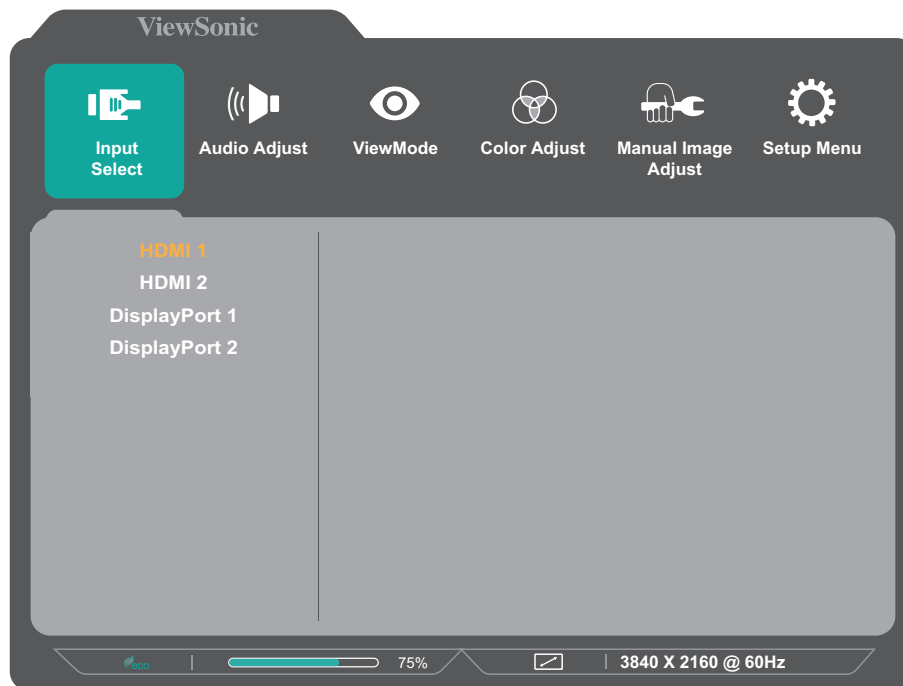 ViewSonic
Input
Select
Audio Adjust
ViewMode
Color Adjust
Manual Image
Adjust
Setup Menu
HDMI 1
HDMI 2
DisplayPort 1
DisplayPort 2
ECO
75%
3840 X 2160 @ 60Hz